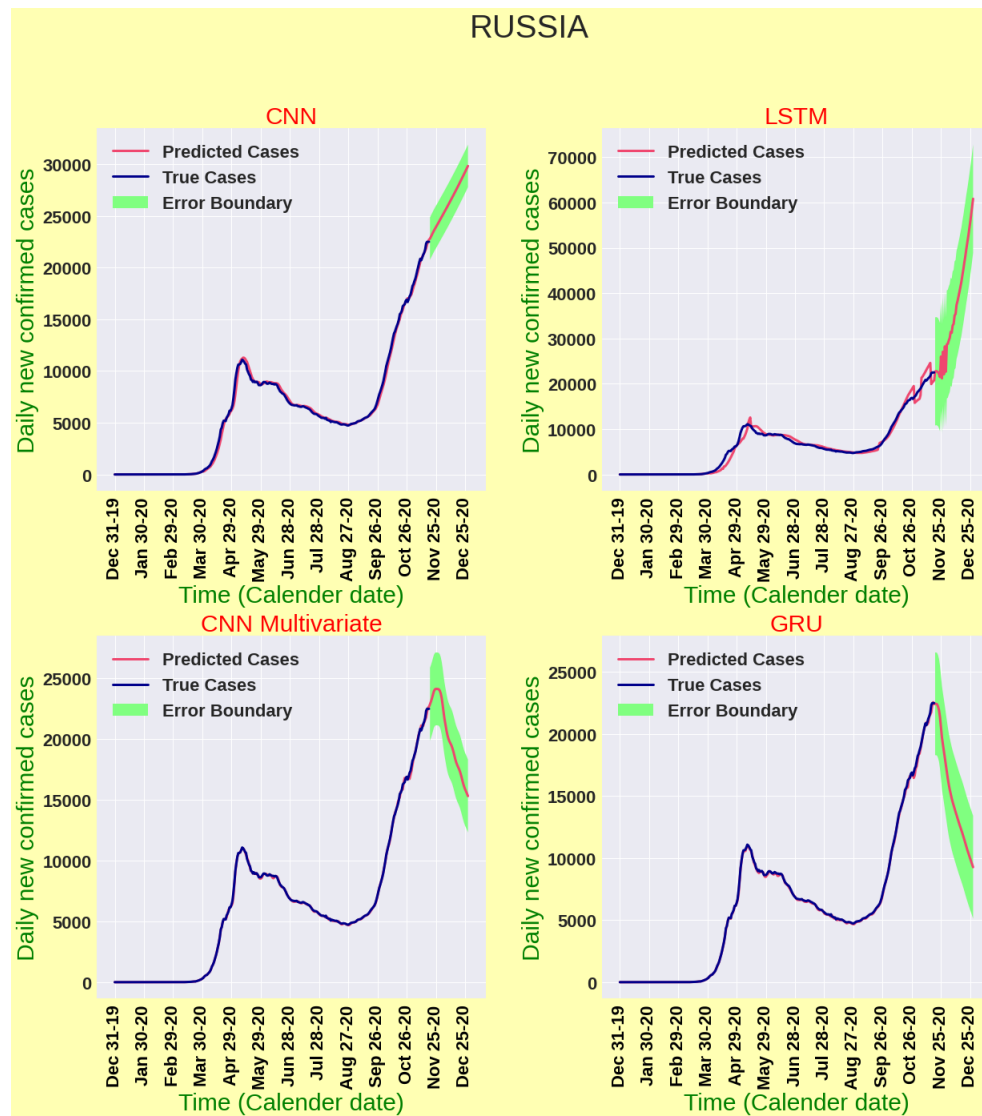 RUSSIA
CNN
Daily new confirmed cases
30000
25000
20000
15000
10000
5000
0
Predicted Cases
True Cases
Error Boundary
Dec 31-19
Jan 30-20
Feb 29-20
Mar 30-20
Apr 29-20
May 29-20
Jun 28-20
Jul 28-20
Aug 27-20
Sep 26-20
Oct 26-20
Nov 25-20
Dec 25-20
Time (Calender date)
LSTM
Daily new confirmed cases
70000
60000
50000
40000
30000
20000
10000
0
Predicted Cases
True Cases
Error Boundary
Dec 31-19
Jan 30-20
Feb 29-20
Mar 30-20
Apr 29-20
May 29-20
Jun 28-20
Jul 28-20
Aug 27-20
Sep 26-20
Oct 26-20
Nov 25-20
Dec 25-20
Time (Calender date)
CNN Multivariate
Daily new confirmed cases
25000
20000
15000
10000
5000
0
Predicted Cases
True Cases
Error Boundary
Dec 31-19
Jan 30-20
Feb 29-20
Mar 30-20
Apr 29-20
May 29-20
Jun 28-20
Jul 28-20
Aug 27-20
Sep 26-20
Oct 26-20
Nov 25-20
Dec 25-20
Time (Calender date)
GRU
Daily new confirmed cases
25000
20000
15000
10000
5000
0
Predicted Cases
True Cases
Error Boundary
Dec 31-19
Jan 30-20
Feb 29-20
Mar 30-20
Apr 29-20
May 29-20
Jun 28-20
Jul 28-20
Aug 27-20
Sep 26-20
Oct 26-20
Nov 25-20
Dec 25-20
Time (Calender date)